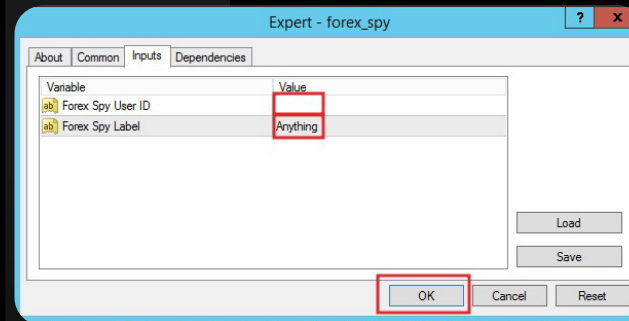 Expert - forex_spy
? x
About Common Inputs Dependencies
Variable Value
ab Forex Spy User ID
ab Forex Spy Label Anything
Load
Save
OK Cancel Reset